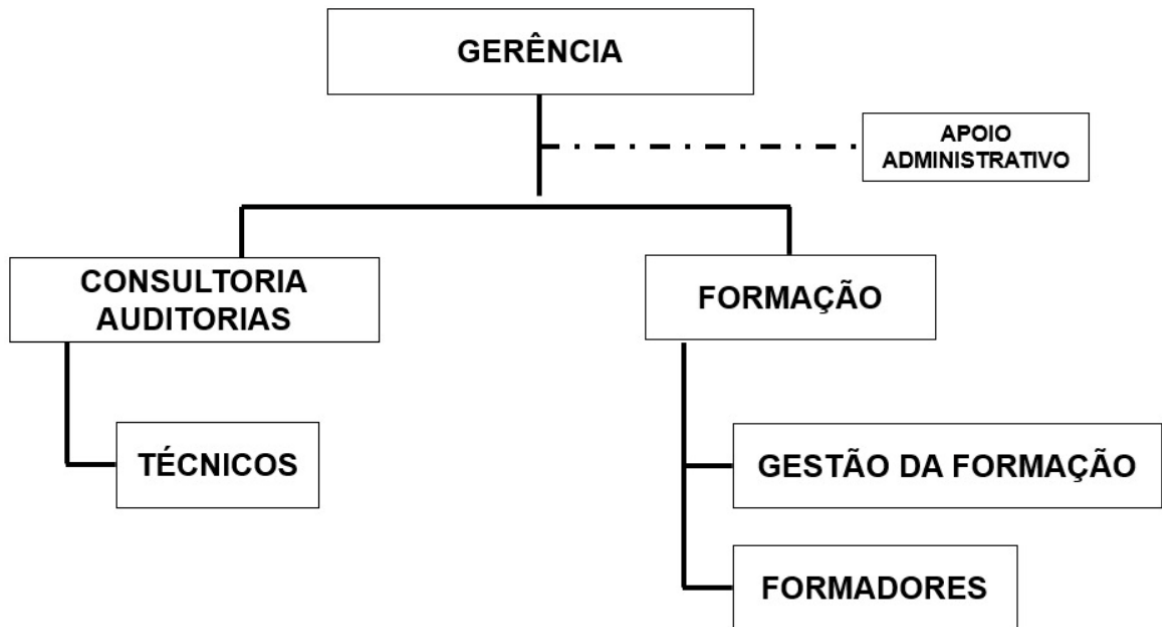 GERÊNCIA
APOIO
ADMINISTRATIVO
CONSULTORIA
AUDITORIAS
FORMAÇÃO
TÉCNICOS
GESTÃO DA FORMAÇÃO
FORMADORES